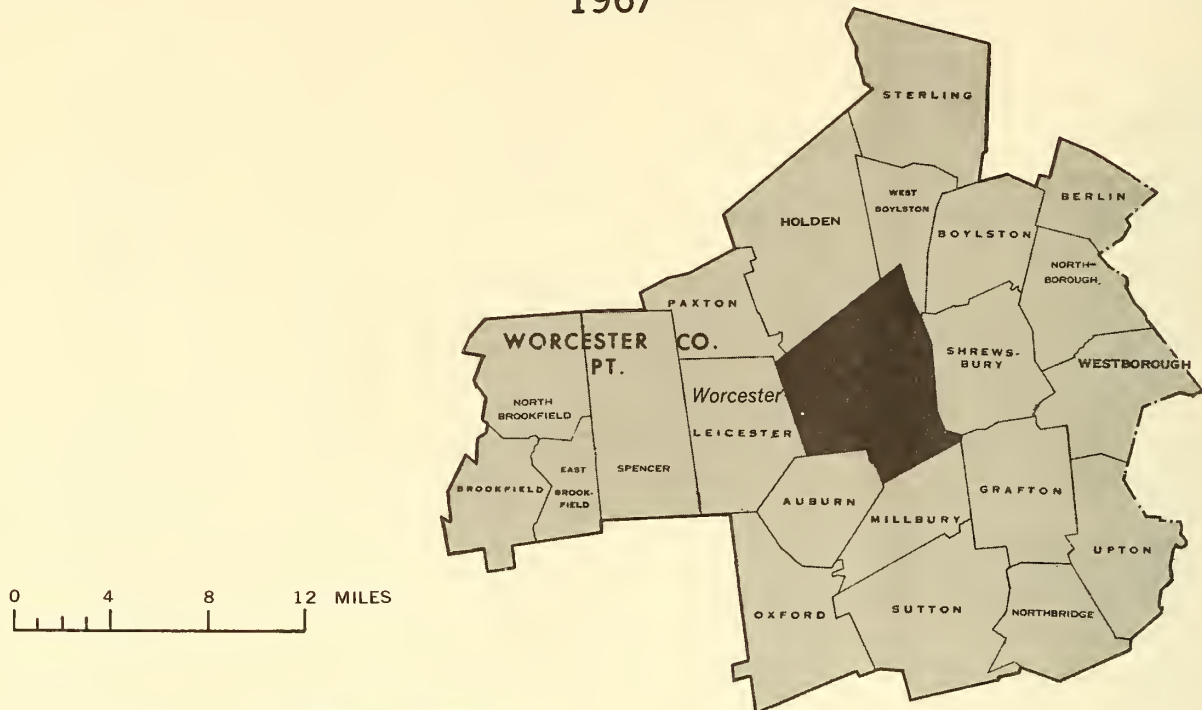 1967
STERLING
BERLIN
WEST
BOYLSTON
HOLDEN
BOYLSTON
NORTH-
BOROUGH
PAXTON
WORCESTER CO.
PT.
SHREWS-
BURY
WESTBOROUGH
Worcester
NORTH
BROOKFIELD
LEICESTER
EAST
BROOK-
FIELD
SPENCER
BROOKFIELD
AUBURN
GRAFTON
MILLBURY
UPTON
0 4 8 12 MILES
OXFORD
SUTTON
NORTHBRIDGE